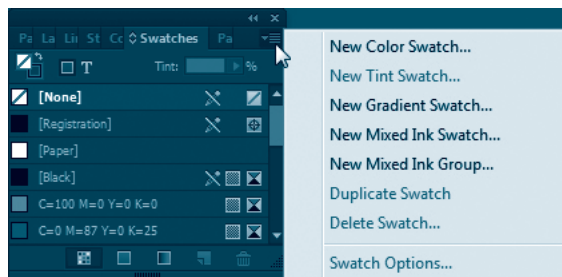 Pa La Lin St Co Swatches Pa
T Tint: %
[None]
[Registration]
[Paper]
[Black]
C=100 M=0 Y=0 K=0
C=0 M=87 Y=0 K=25
New Color Swatch...
New Tint Swatch...
New Gradient Swatch...
New Mixed Ink Swatch...
New Mixed Ink Group...
Duplicate Swatch
Delete Swatch...
Swatch Options...